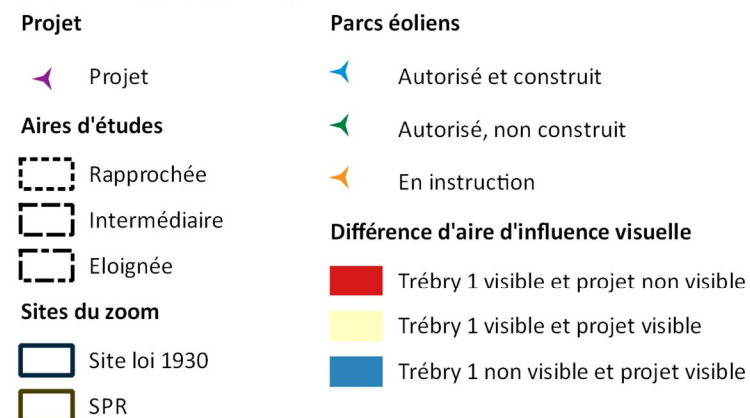 Projet
Projet
Aires d'études
Rapprochée
Intermédiaire
Eloignée
Sites du zoom
Site loi 1930
SPR
Parcs éoliens
Autorisé et construit
Autorisé, non construit
En instruction
Différence d'aire d'influence visuelle
Trébry 1 visible et projet non visible
Trébry 1 visible et projet visible
Trébry 1 non visible et projet visible